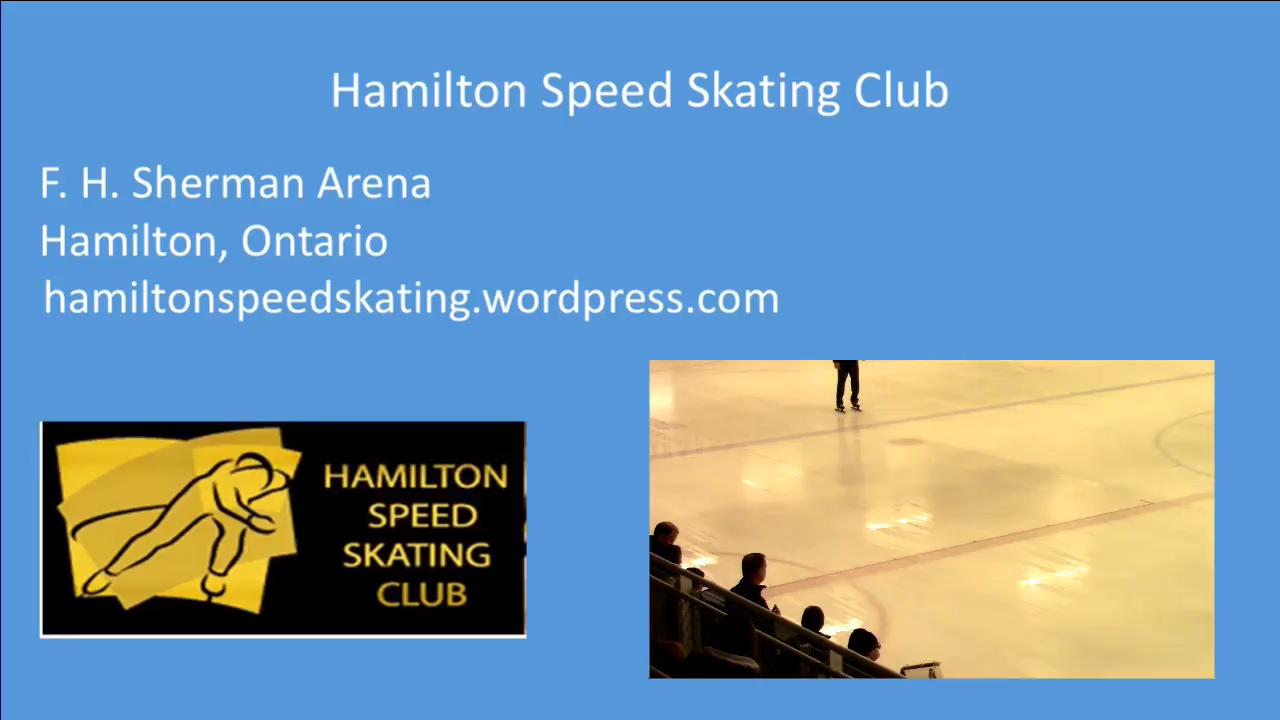 Hamilton Speed Skating Club
F. H. Sherman Arena
Hamilton, Ontario
hamiltonspeedskating.wordpress.com
HAMILTON
SPEED
SKATING
CLUB